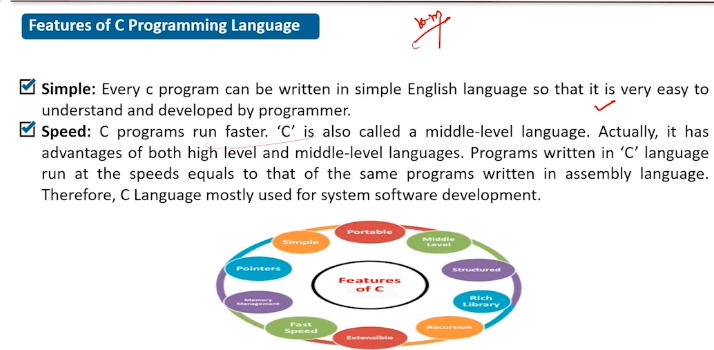 Features of C Programming Language
Simple: Every c program can be written in simple English language so that it is very easy to
understand and developed by programmer.
Speed: C programs run faster. ‘C’ is also called a middle-level language. Actually, it has
advantages of both high level and middle-level languages. Programs written in ‘C’ language
run at the speeds equals to that of the same programs written in assembly language.
Therefore, C Language mostly used for system software development.
Portable
Middle
Level
Structured
Rich
Library
Recursion
Extensible
Fast
Speed
Memory
Management
Pointers
Simple
Features
of C